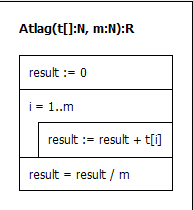 Atlag(t[]:N, m:N):R
result := 0
i = 1..m
result := result + t[i]
result = result / m